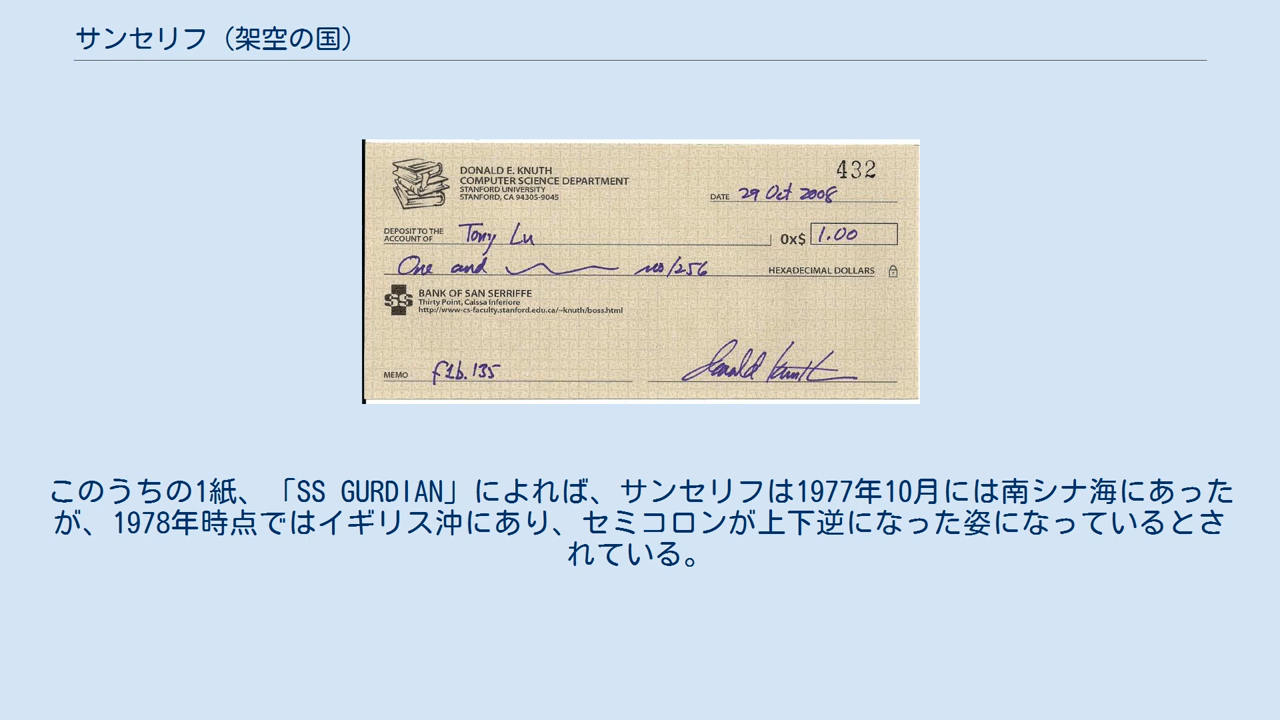 サンセリフ（架空の国）
DONALD E. KNUTH
COMPUTER SCIENCE DEPARTMENT
STANFORD UNIVERSITY
STANFORD, CA 94305-9045
432
DATE 29 Oct 2008
DEPOSIT TO THE
ACCOUNT OF Tony Lu
0x$ 1.00
One and no/256 HEXADECIMAL DOLLARS
SS BANK OF SAN SERRIFFE
Thirty Point, Caissa Inferiore
http://www-cs-faculty.stanford.edu.ca/~knuth/boss.html
MEMO f1b.135 Donald Knuth
このうちの1紙、「SS GURDIAN」によれば、サンセリフは1977年10月には南シナ海にあった
が、1978年時点ではイギリス沖にあり、セミコロンが上下逆になった姿になっているとさ
れている。